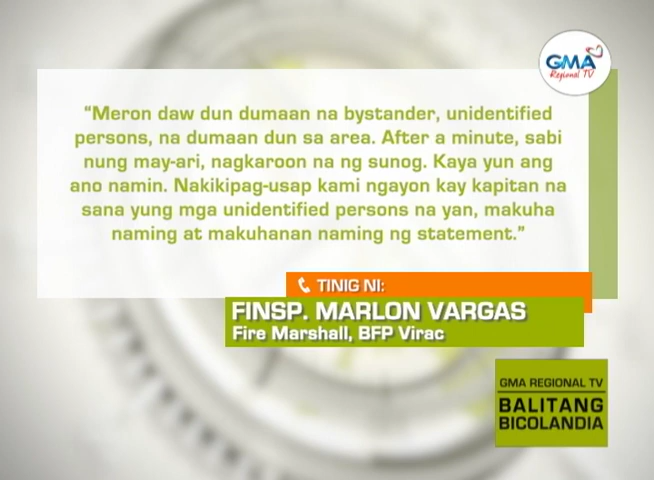 GMA
Regional TV
“Meron daw dun dumaan na bystander, unidentified
persons, na dumaan dun sa area. After a minute, sabi
nung may-ari, nagkaroon na ng sunog. Kaya yun ang
ano namin. Nakikipag-usap kami ngayon kay kapitan na
sana yung mga unidentified persons na yan, makuha
naming at makuhanan naming ng statement.”
TINIG NI:
FINSP. MARLON VARGAS
Fire Marshall, BFP Virac
GMA REGIONAL TV
BALITANG
BICOLANDIA